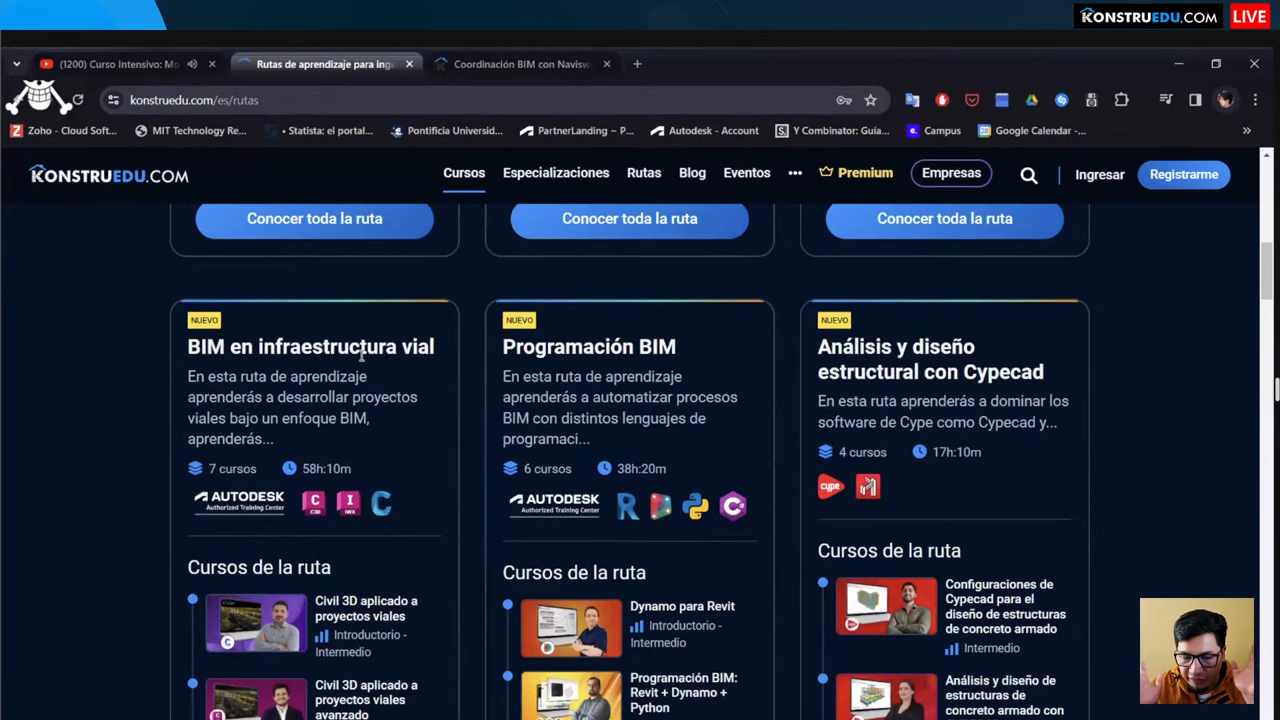 KONSTRUEDU.COM LIVE
(1200) Curso Intensivo: Mo
Rutas de aprendizaje para ing
Coordinación BIM con Navisw
konstruedu.com/es/rutas
Zoho - Cloud Soft...
MIT Technology Re...
• Statista: el portal...
Pontificia Universid...
PartnerLanding ~ P...
Autodesk - Account
Y Combinator: Guía...
Campus
Google Calendar -...
KONSTRUEDU.COM
Cursos
Especializaciones
Rutas
Blog
Eventos
Premium
Empresas
Ingresar
Registrarme
Conocer toda la ruta
Conocer toda la ruta
Conocer toda la ruta
NUEVO
BIM en infraestructura vial
En esta ruta de aprendizaje
aprenderás a desarrollar proyectos
viales bajo un enfoque BIM,
aprenderás...
7 cursos 58h:10m
AUTODESK
Authorized Training Center
Cursos de la ruta
Civil 3D aplicado a
proyectos viales
Introductorio -
Intermedio
Civil 3D aplicado a
proyectos viales
avanzado
NUEVO
Programación BIM
En esta ruta de aprendizaje
aprenderás a automatizar procesos
BIM con distintos lenguajes de
programaci...
6 cursos 38h:20m
AUTODESK
Authorized Training Center
Cursos de la ruta
Dynamo para Revit
Introductorio -
Intermedio
Programación BIM:
Revit + Dynamo +
Python
NUEVO
Análisis y diseño
estructural con Cypecad
En esta ruta aprenderás a dominar los
software de Cype como Cypecad y...
4 cursos 17h:10m
cype
Cursos de la ruta
Configuraciones de
Cypecad para el
diseño de estructuras
de concreto armado
Intermedio
Análisis y diseño de
estructuras de
concreto armado con